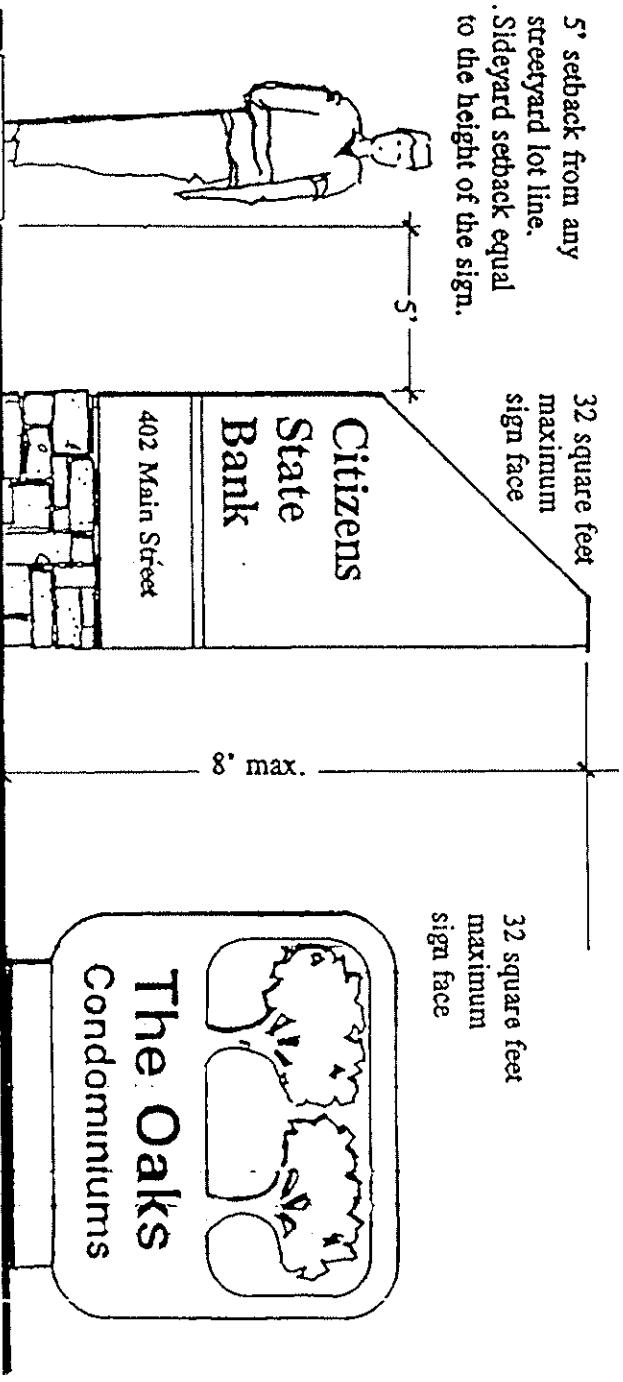 5' setback from any
streetyard lot line.
.Sideyard setback equal
to the height of the sign.
5'
32 square feet
maximum
sign face
Citizens
State
Bank
402 Main Street
8' max.
32 square feet
maximum
sign face
The Oaks
Condominiums